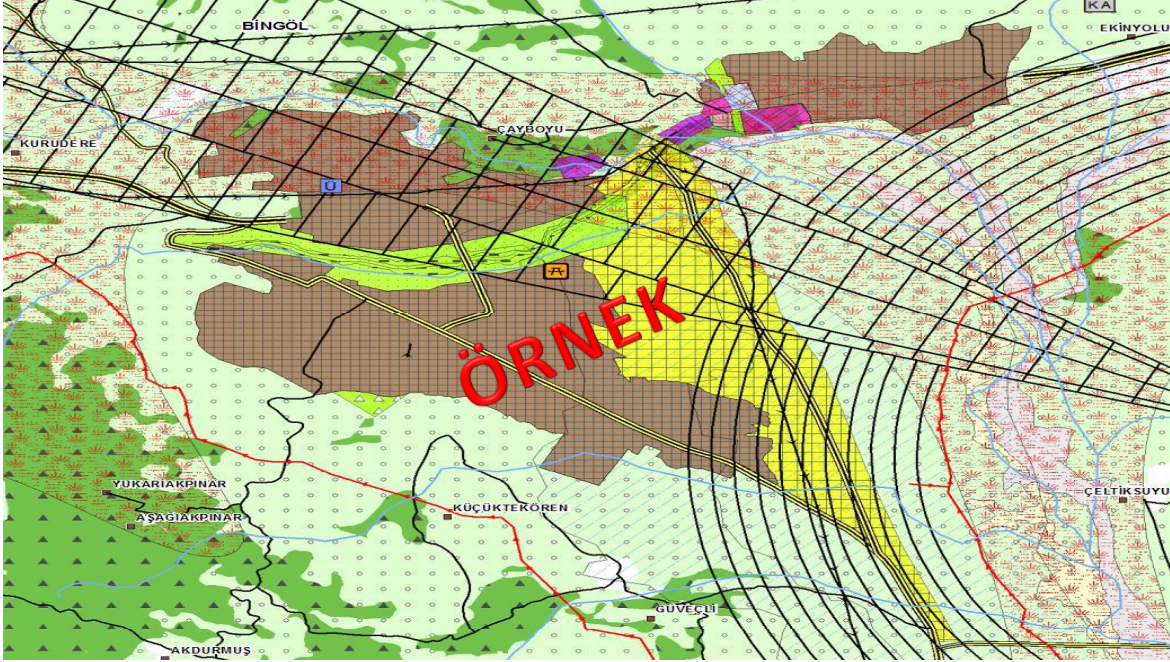 KA
BİNGÖL
EKİNYOLU
ÇAYBOYU
KURUDERE
Ü
ÖRNEK
YUKARIAKPINAR
AŞAĞIAKPINAR
KÜÇÜKTEKÖREN
ÇELTİKSUYU
GÜVEÇLİ
AKDURMUŞ